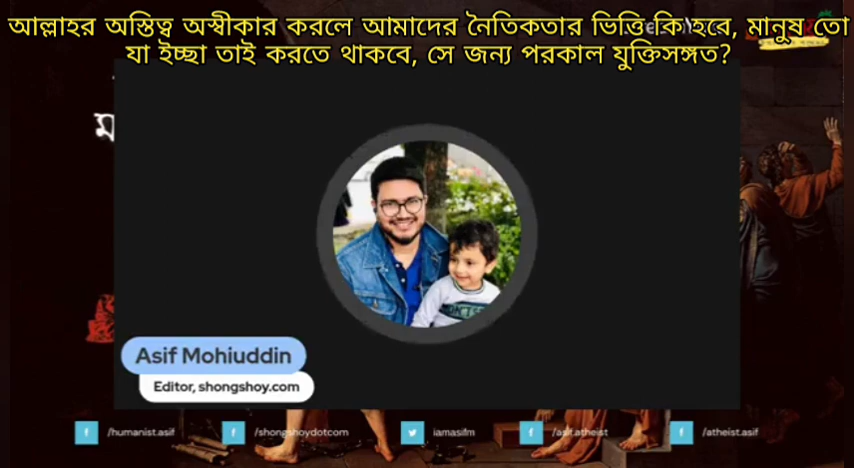 আল্লাহর অস্তিত্ব অস্বীকার করলে আমাদের নৈতিকতার ভিত্তি কি হবে, মানুষ তো
যা ইচ্ছা তাই করতে থাকবে, সে জন্য পরকাল যুক্তিসঙ্গত?
Asif Mohiuddin
Editor, shongshoy.com
/humanist.asif
/shongshoydotcom
iamasifm
/asif.atheist
/atheist.asif